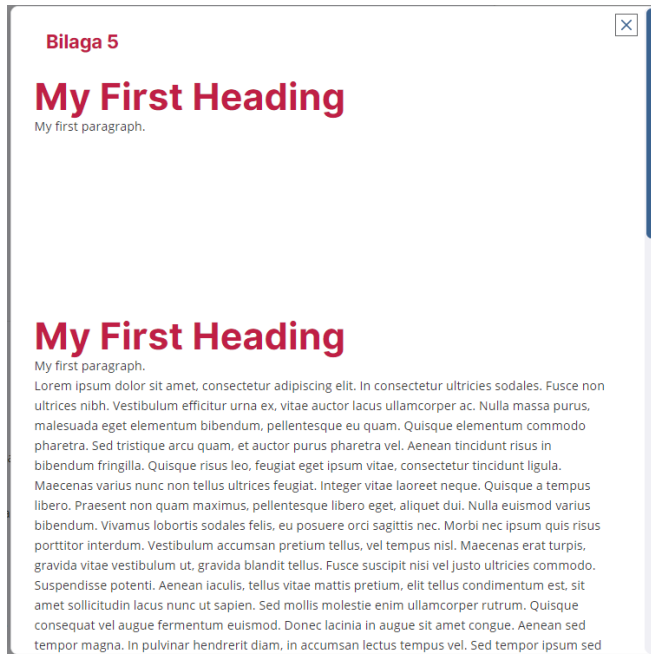 Bilaga 5
My First Heading
My first paragraph.
My First Heading
My first paragraph.
Lorem ipsum dolor sit amet, consectetur adipiscing elit. In consectetur ultricies sodales. Fusce non
ultrices nibh. Vestibulum efficitur urna ex, vitae auctor lacus ullamcorper ac. Nulla massa purus,
malesuada eget elementum bibendum, pellentesque eu quam. Quisque elementum commodo
pharetra. Sed tristique arcu quam, et auctor purus pharetra vel. Aenean tincidunt risus in
bibendum fringilla. Quisque risus leo, feugiat eget ipsum vitae, consectetur tincidunt ligula.
Maecenas varius nunc non tellus ultrices feugiat. Integer vitae laoreet neque. Quisque a tempus
libero. Praesent non quam maximus, pellentesque libero eget, aliquet dui. Nulla euismod varius
bibendum. Vivamus lobortis sodales felis, eu posuere orci sagittis nec. Morbi nec ipsum quis risus
porttitor interdum. Vestibulum accumsan pretium tellus, vel tempus nisl. Maecenas erat turpis,
gravida vitae vestibulum ut, gravida blandit tellus. Fusce suscipit nisi vel justo ultricies commodo.
Suspendisse potenti. Aenean iaculis, tellus vitae mattis pretium, elit tellus condimentum est, sit
amet sollicitudin lacus nunc ut sapien. Sed mollis molestie enim ullamcorper rutrum. Quisque
consequat vel augue fermentum euismod. Donec lacinia in augue sit amet congue. Aenean sed
tempor magna. In pulvinar hendrerit diam, in accumsan lectus tempus vel. Sed tempor ipsum sed